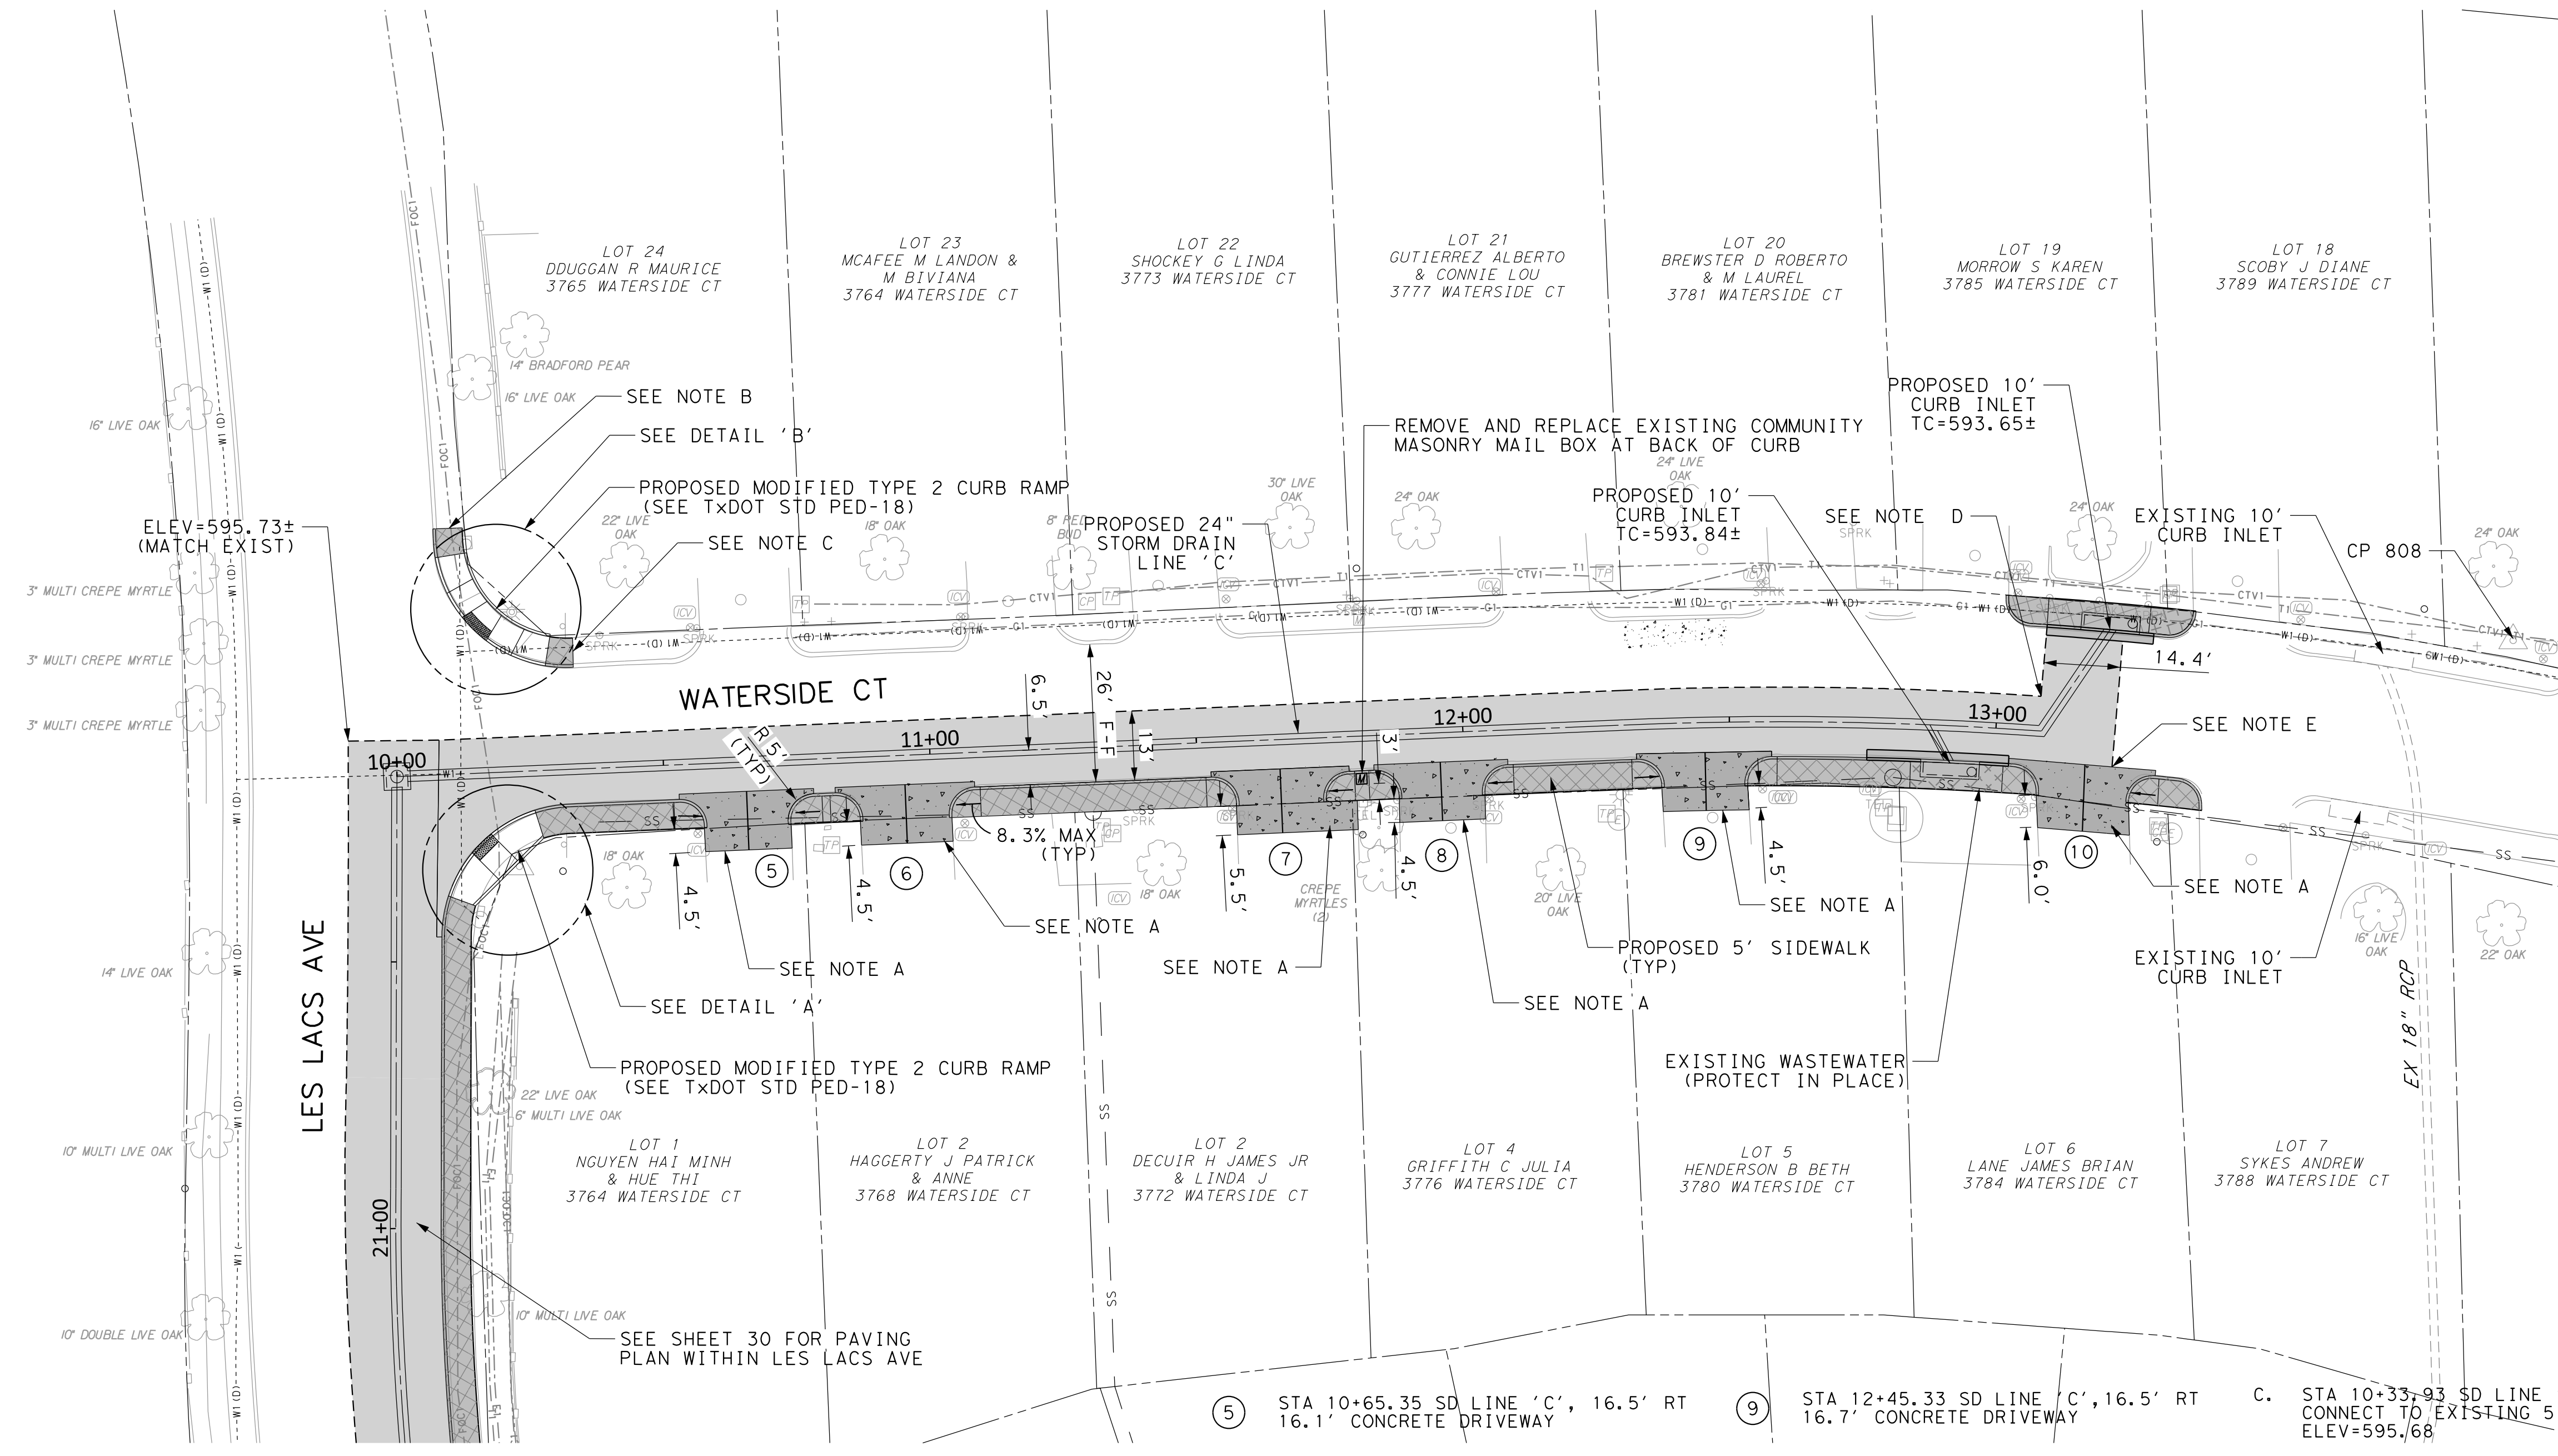 LOT 24
DDUGGAN R MAURICE
3765 WATERSIDE CT
LOT 23
MCAFEE M LANDON &
M BIVIANA
3764 WATERSIDE CT
LOT 22
SHOCKEY G LINDA
3773 WATERSIDE CT
LOT 21
GUTIERREZ ALBERTO
& CONNIE LOU
3777 WATERSIDE CT
LOT 20
BREWSTER D ROBERTO
& M LAUREL
3781 WATERSIDE CT
LOT 19
MORROW S KAREN
3785 WATERSIDE CT
LOT 18
SCOBY J DIANE
3789 WATERSIDE CT
14" BRADFORD PEAR
16" LIVE OAK
16" LIVE OAK
SEE NOTE B
SEE DETAIL 'B'
PROPOSED MODIFIED TYPE 2 CURB RAMP
(SEE TxDOT STD PED-18)
SEE NOTE C
ELEV=595.73±
(MATCH EXIST)
22" LIVE
OAK
18" OAK
8" RED
BUD
PROPOSED 24"
STORM DRAIN
LINE 'C'
30" LIVE
OAK
24" OAK
REMOVE AND REPLACE EXISTING COMMUNITY
MASONRY MAIL BOX AT BACK OF CURB
24" LIVE
OAK
PROPOSED 10'
CURB INLET
TC=593.84±
PROPOSED 10'
CURB INLET
TC=593.65±
SEE NOTE D
24" OAK
EXISTING 10'
CURB INLET
CP 808
24" OAK
3" MULTI CREPE MYRTLE
3" MULTI CREPE MYRTLE
3" MULTI CREPE MYRTLE
14.4'
WATERSIDE CT
6.5'
26' F-F
13'
3'
R 5'
(TYP)
10+00
11+00
12+00
13+00
SEE NOTE E
8.3% MAX
(TYP)
18" OAK
4.5'
5
4.5'
6
18" OAK
5.5'
7
CREPE
MYRTLES
(2)
4.5'
8
20" LIVE
OAK
9
4.5'
6.0'
10
SEE NOTE A
SEE NOTE A
SEE NOTE A
SEE NOTE A
SEE NOTE A
SEE NOTE A
PROPOSED 5' SIDEWALK
(TYP)
EXISTING 10'
CURB INLET
16" LIVE
OAK
22" OAK
EX 18" RCP
LES LACS AVE
14" LIVE OAK
SEE DETAIL 'A'
PROPOSED MODIFIED TYPE 2 CURB RAMP
(SEE TxDOT STD PED-18)
EXISTING WASTEWATER
(PROTECT IN PLACE)
22" LIVE OAK
6" MULTI LIVE OAK
10" MULTI LIVE OAK
LOT 1
NGUYEN HAI MINH
& HUE THI
3764 WATERSIDE CT
LOT 2
HAGGERTY J PATRICK
& ANNE
3768 WATERSIDE CT
LOT 2
DECUIR H JAMES JR
& LINDA J
3772 WATERSIDE CT
LOT 4
GRIFFITH C JULIA
3776 WATERSIDE CT
LOT 5
HENDERSON B BETH
3780 WATERSIDE CT
LOT 6
LANE JAMES BRIAN
3784 WATERSIDE CT
LOT 7
SYKES ANDREW
3788 WATERSIDE CT
21+00
10" MULTI LIVE OAK
10" DOUBLE LIVE OAK
SEE SHEET 30 FOR PAVING
PLAN WITHIN LES LACS AVE
5 STA 10+65.35 SD LINE 'C', 16.5' RT
16.1' CONCRETE DRIVEWAY
9 STA 12+45.33 SD LINE 'C',16.5' RT
16.7' CONCRETE DRIVEWAY
C. STA 10+33.93 SD LINE
CONNECT TO EXISTING 5
ELEV=595.68